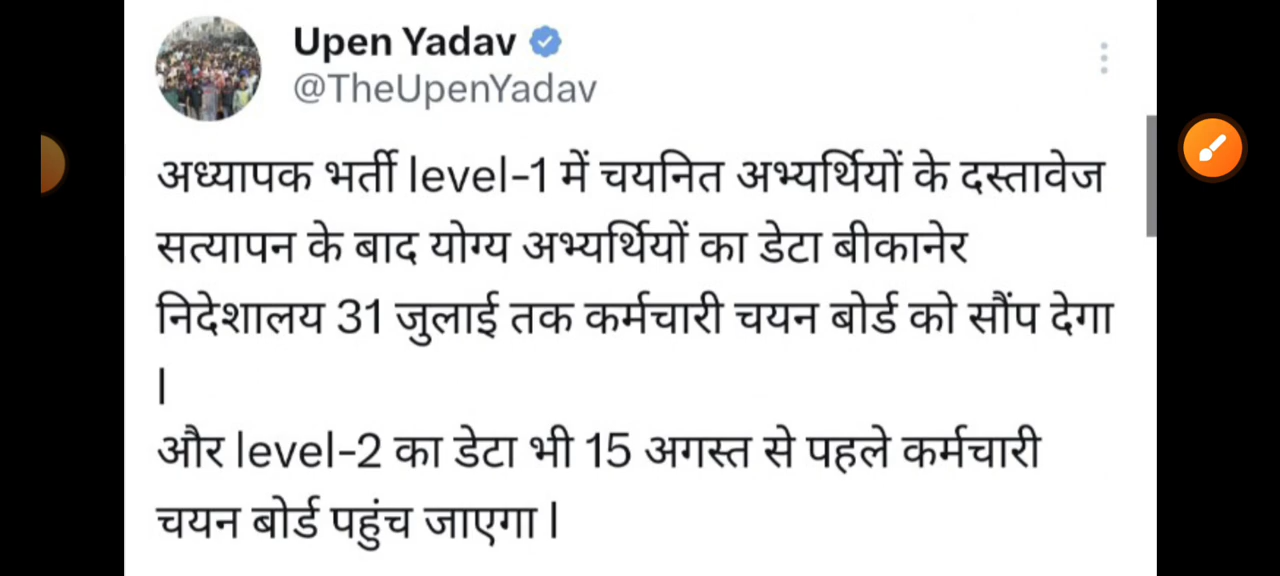 Upen Yadav
@TheUpenYadav
अध्यापक भर्ती level-1 में चयनित अभ्यर्थियों के दस्तावेज
सत्यापन के बाद योग्य अभ्यर्थियों का डेटा बीकानेर
निदेशालय 31 जुलाई तक कर्मचारी चयन बोर्ड को सौंप देगा
|
और level-2 का डेटा भी 15 अगस्त से पहले कर्मचारी
चयन बोर्ड पहुंच जाएगा |